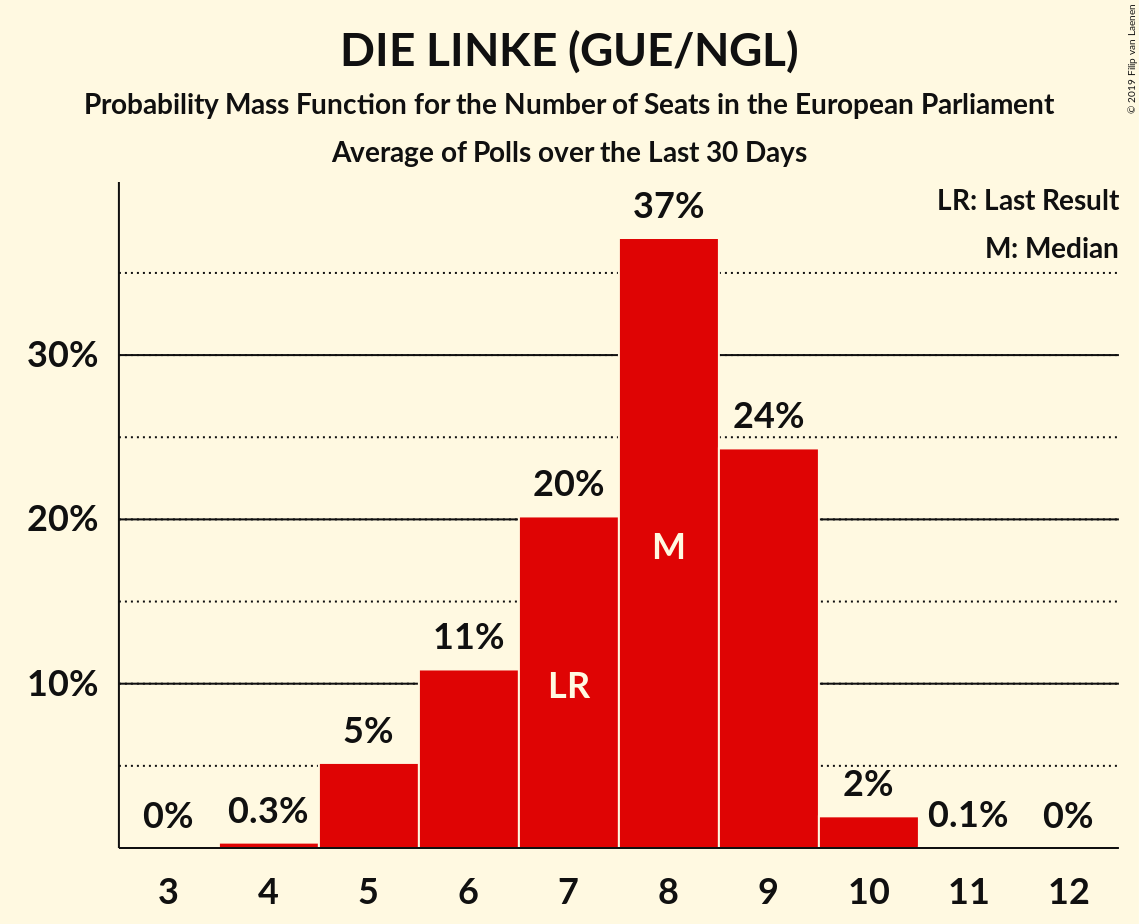 DIE LINKE (GUE/NGL)
Probability Mass Function for the Number of Seats in the European Parliament
Average of Polls over the Last 30 Days
© 2019 Filip van Laenen
LR: Last Result
M: Median
37%
30%
24%
20%
20%
M
11%
LR
10%
5%
2%
0%
0.3%
0.1%
0%
3 4 5 6 7 8 9 10 11 12